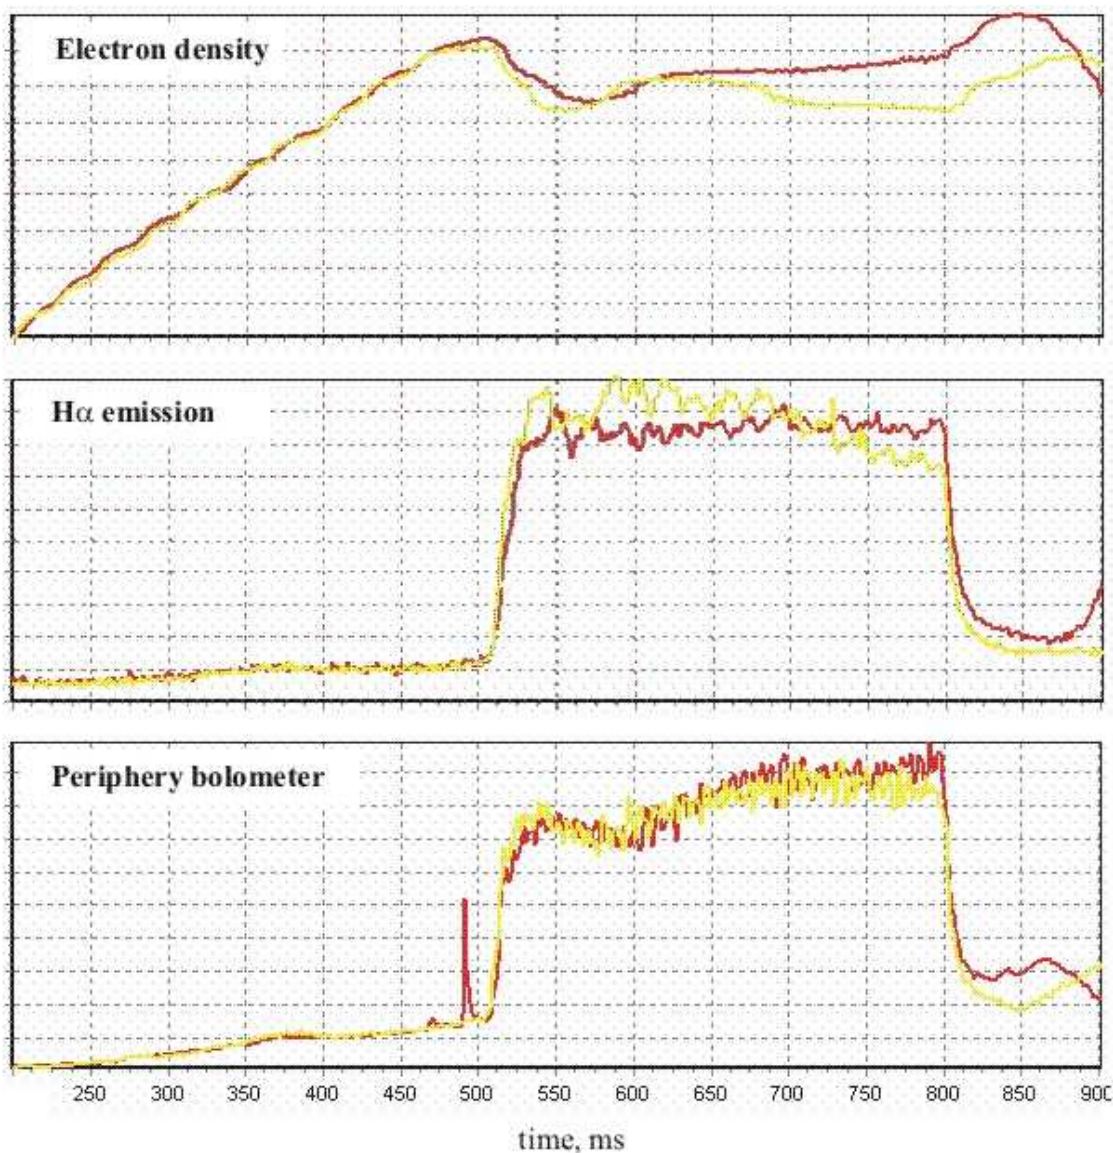 Electron density
Hα emission
Periphery bolometer
250 300 350 400 450 500 550 600 650 700 750 800 850 900
time, ms